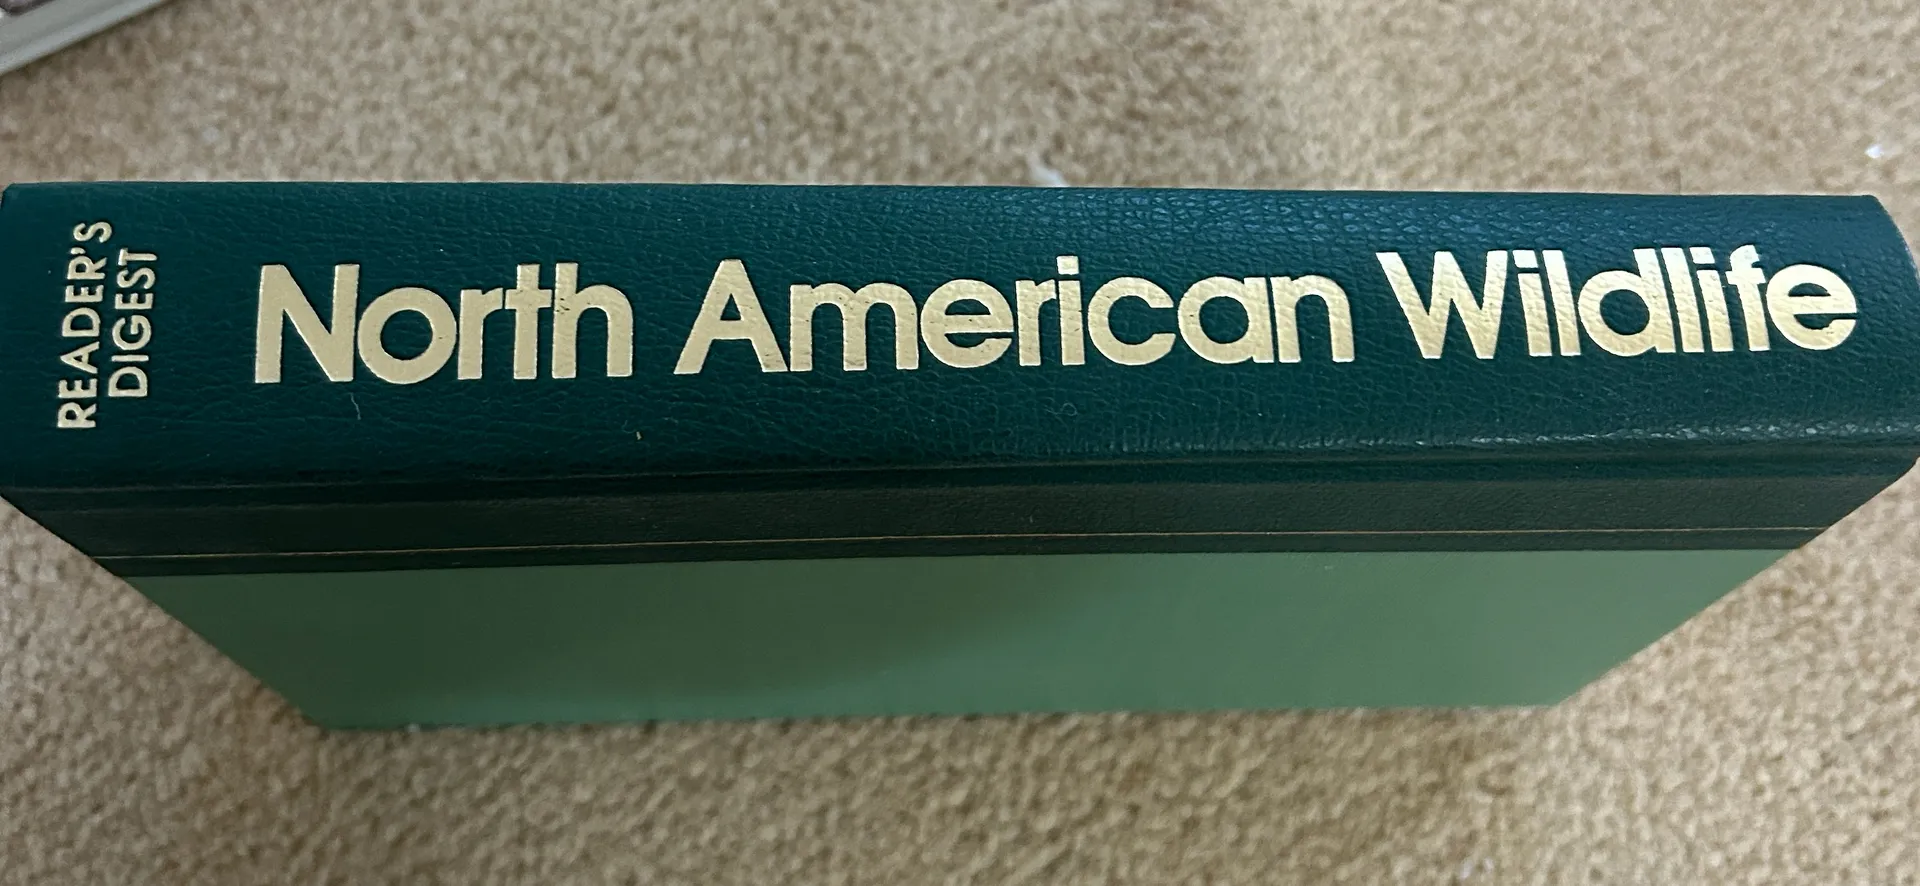 READER'S
DIGEST
North American Wildlife